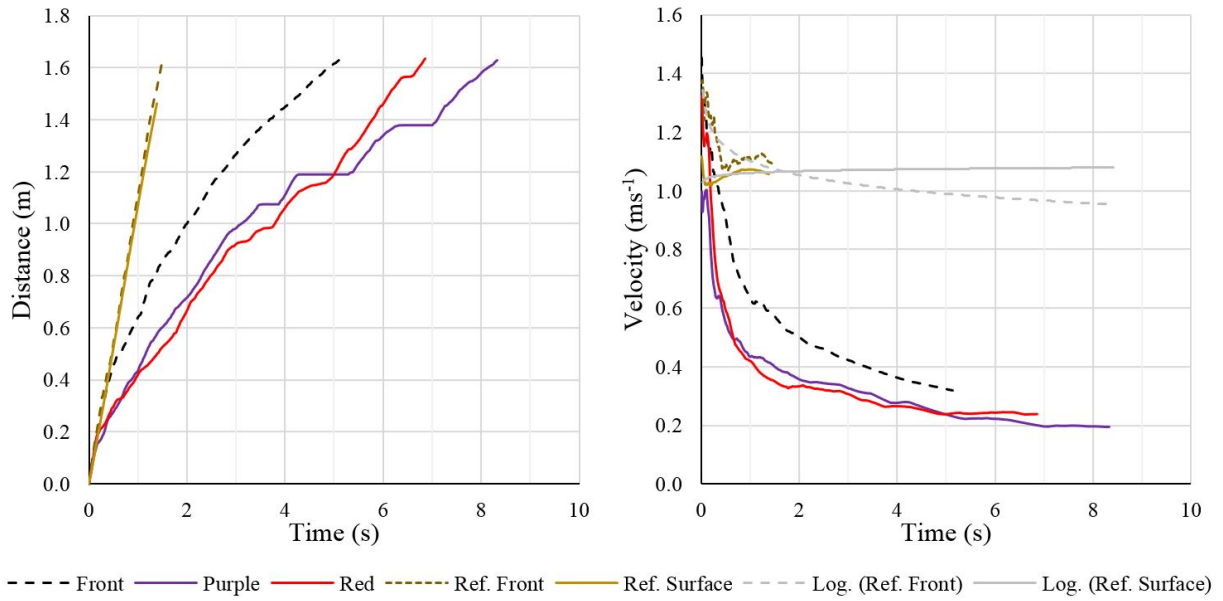 1.8
1.6
1.4
1.2
1.0
0.8
0.6
0.4
0.2
0.0
Distance (m)
0 2 4 6 8 10
Time (s)
1.6
1.4
1.2
1.0
0.8
0.6
0.4
0.2
0.0
Velocity (ms⁻¹)
0 2 4 6 8 10
Time (s)
Front Purple Red Ref. Front Ref. Surface Log. (Ref. Front) Log. (Ref. Surface)